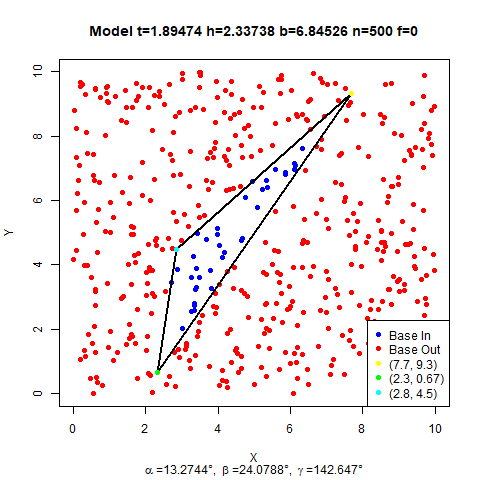 Model t=1.89474 h=2.33738 b=6.84526 n=500 f=0
Y
10
8
6
4
2
0
Base In
Base Out
(7.7, 9.3)
(2.3, 0.67)
(2.8, 4.5)
0 2 4 6 8 10
X
α=13.2744°, β=24.0788°, γ=142.647°